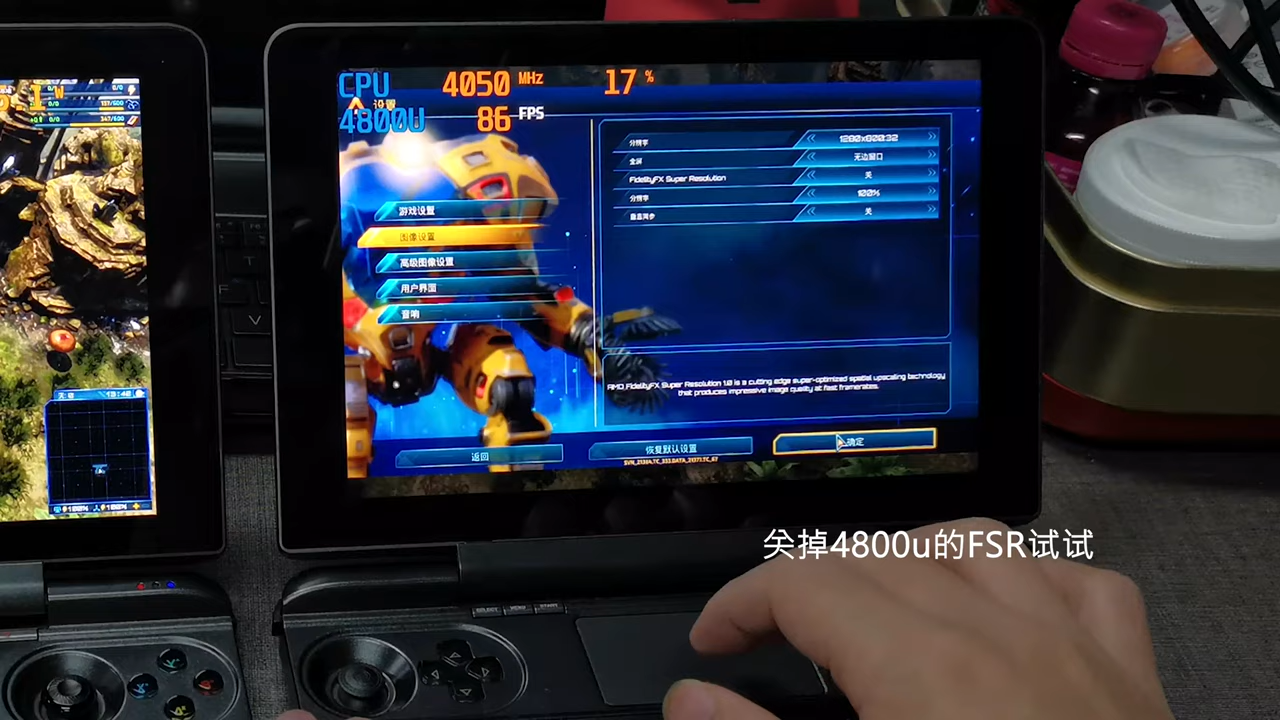 CPU 4050 MHz 17 %
设置
4800U 86 FPS
分辨率 1280x800:32
全屏 无边窗口
FidelityFX Super Resolution 关
分辨率 100%
垂直同步 关
游戏设置
图像设置
高级图像设置
用户界面
音响
AMD FidelityFX Super Resolution 1.0 is a cutting edge super-optimized spatial upscaling technology
that produces impressive image quality at fast framerates.
返回
恢复默认设置
确定
关掉4800u的FSR试试
SELECT MENU START